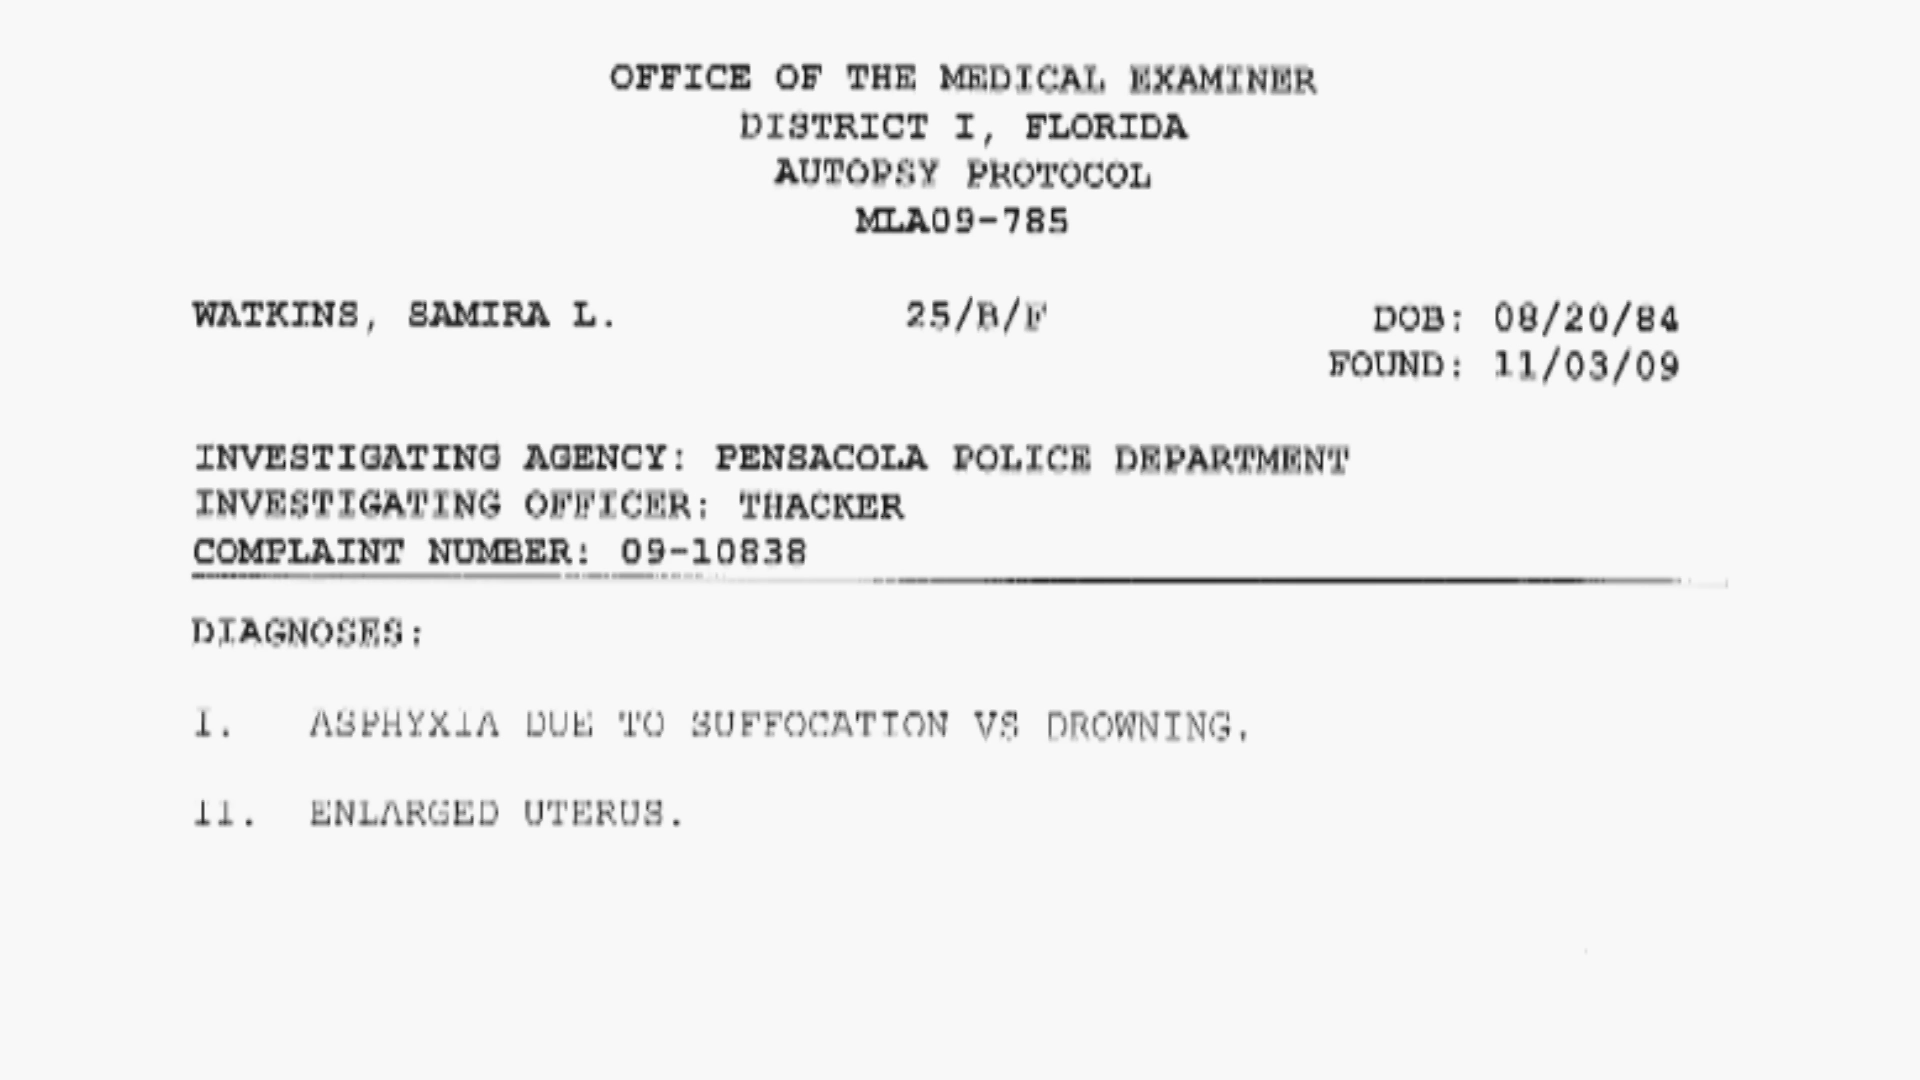 OFFICE OF THE MEDICAL EXAMINER
DISTRICT I, FLORIDA
AUTOPSY PROTOCOL
MLA09-785
WATKINS, SAMIRA L. 25/B/F DOB: 08/20/84
FOUND: 11/03/09
INVESTIGATING AGENCY: PENSACOLA POLICE DEPARTMENT
INVESTIGATING OFFICER: THACKER
COMPLAINT NUMBER: 09-10838
DIAGNOSES:
I. ASPHYXIA DUE TO SUFFOCATION VS DROWNING.
II. ENLARGED UTERUS.